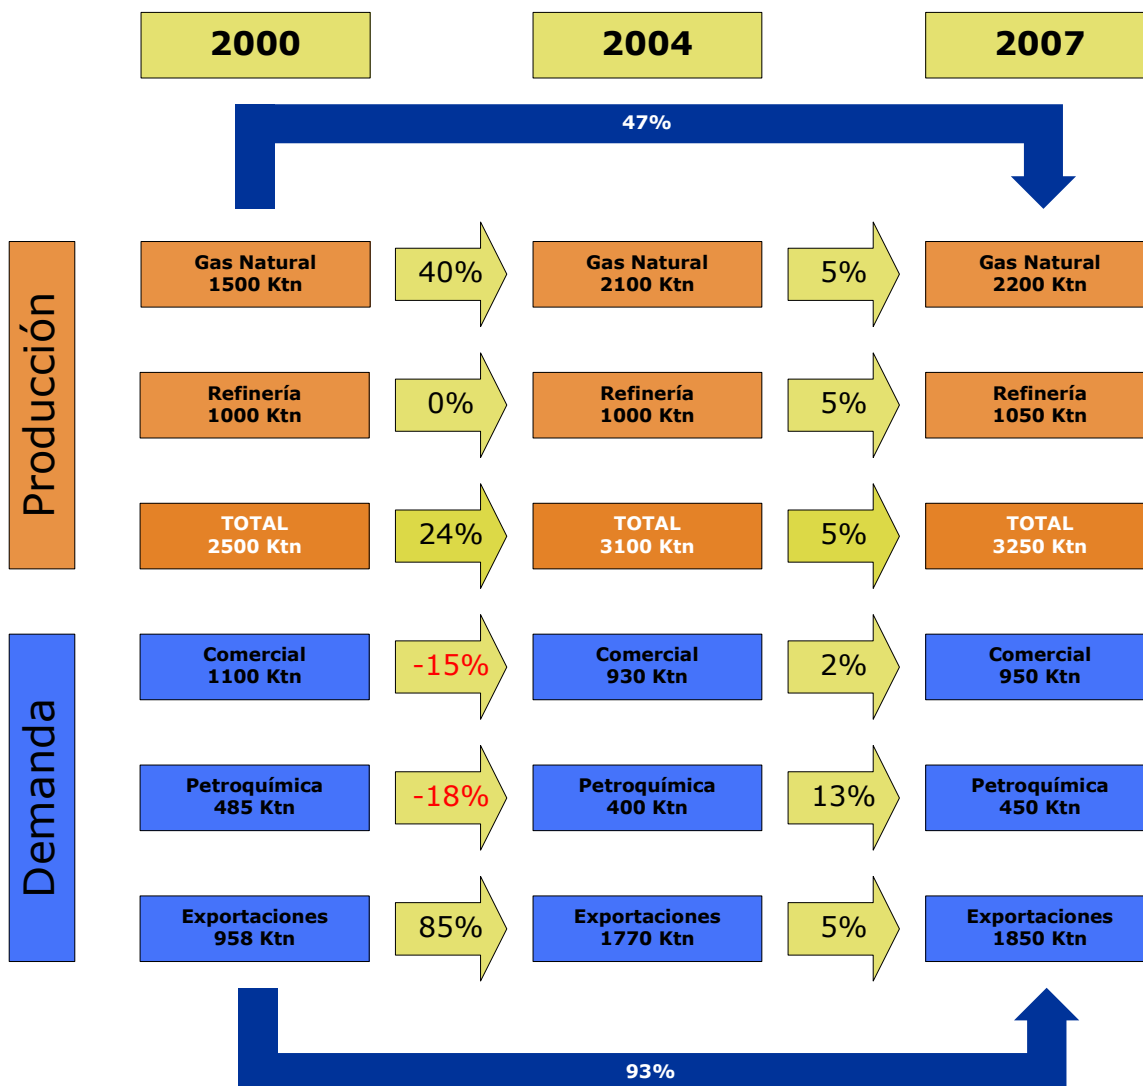 2000
2004
2007
47%
Producción
Gas Natural
1500 Ktn
40%
Gas Natural
2100 Ktn
5%
Gas Natural
2200 Ktn
Refinería
1000 Ktn
0%
Refinería
1000 Ktn
5%
Refinería
1050 Ktn
TOTAL
2500 Ktn
24%
TOTAL
3100 Ktn
5%
TOTAL
3250 Ktn
Demanda
Comercial
1100 Ktn
-15%
Comercial
930 Ktn
2%
Comercial
950 Ktn
Petroquímica
485 Ktn
-18%
Petroquímica
400 Ktn
13%
Petroquímica
450 Ktn
Exportaciones
958 Ktn
85%
Exportaciones
1770 Ktn
5%
Exportaciones
1850 Ktn
93%